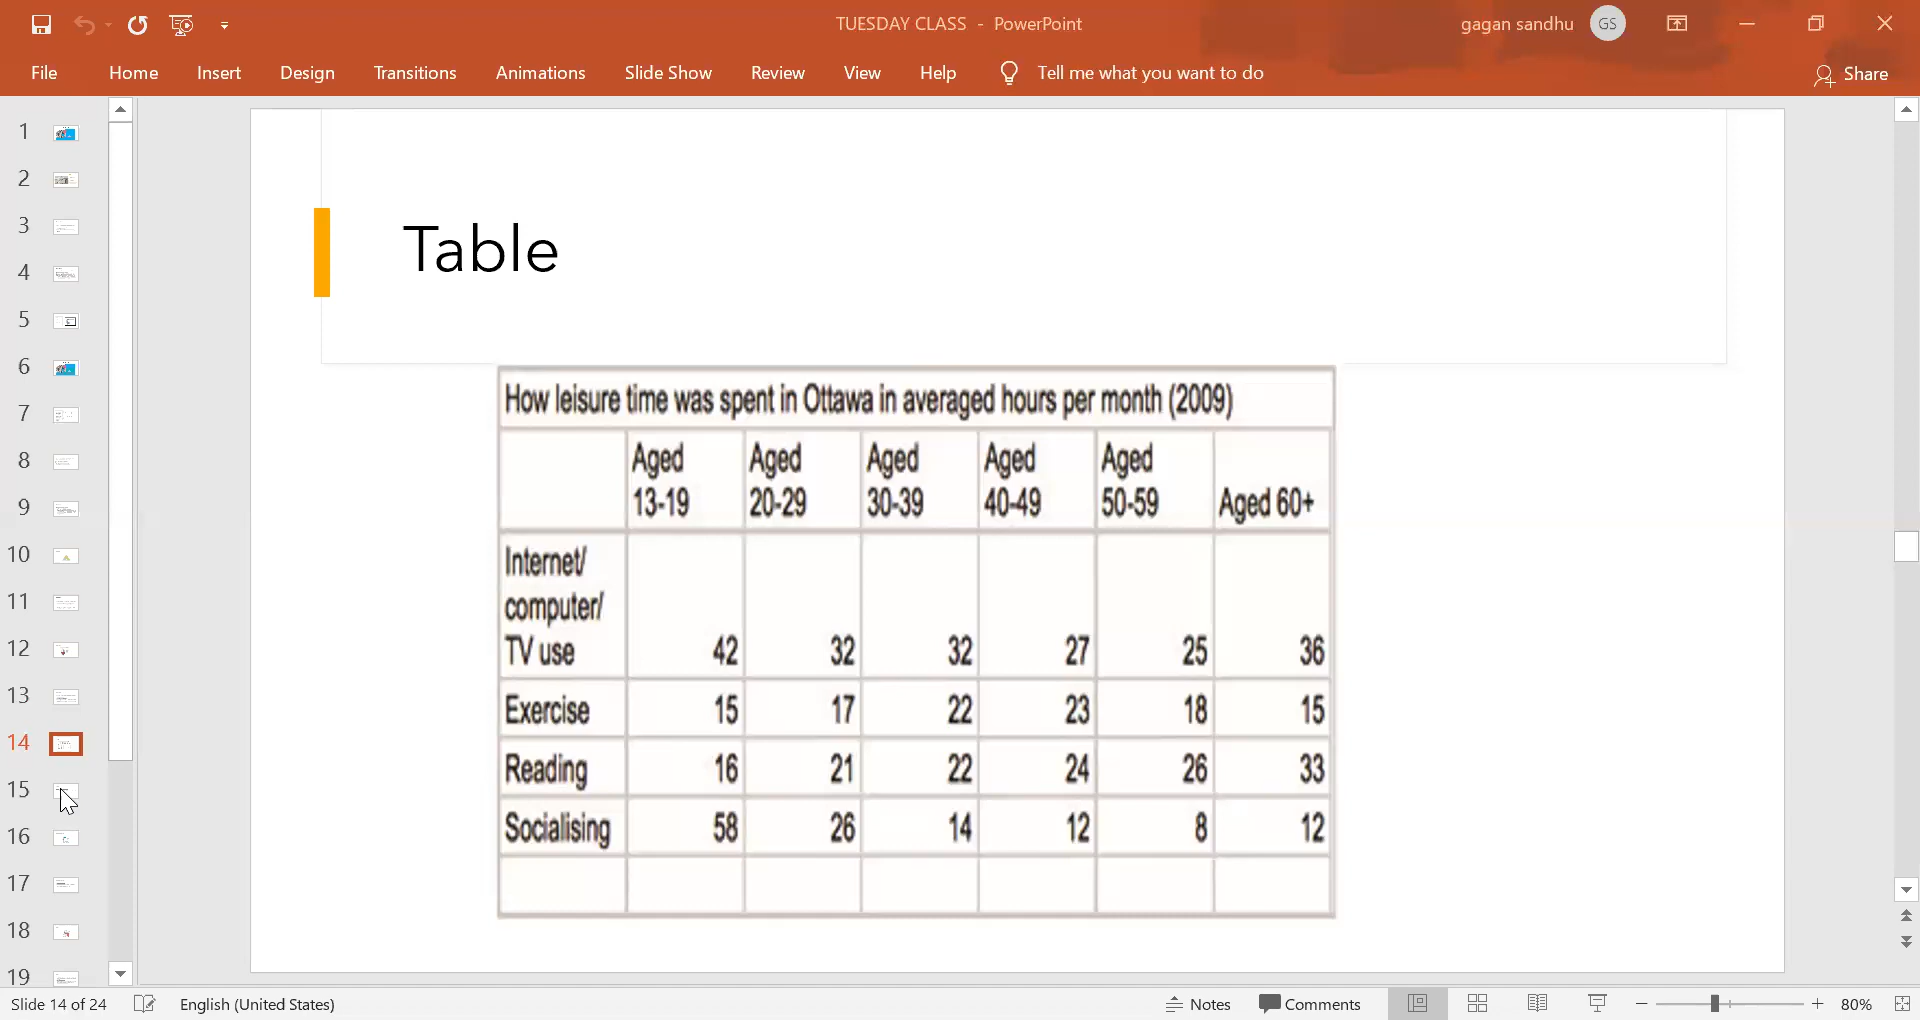 TUESDAY CLASS - PowerPoint
gagan sandhu GS
File Home Insert Design Transitions Animations Slide Show Review View Help Tell me what you want to do Share
1
2
3
4
5
6
7
8
9
10
11
12
13
14
15
16
17
18
19
Table
How leisure time was spent in Ottawa in averaged hours per month (2009)
Aged 13-19 Aged 20-29 Aged 30-39 Aged 40-49 Aged 50-59 Aged 60+
Internet/
computer/
TV use 42 32 32 27 25 36
Exercise 15 17 22 23 18 15
Reading 16 21 22 24 26 33
Socialising 58 26 14 12 8 12
Slide 14 of 24 English (United States) Notes Comments 80%